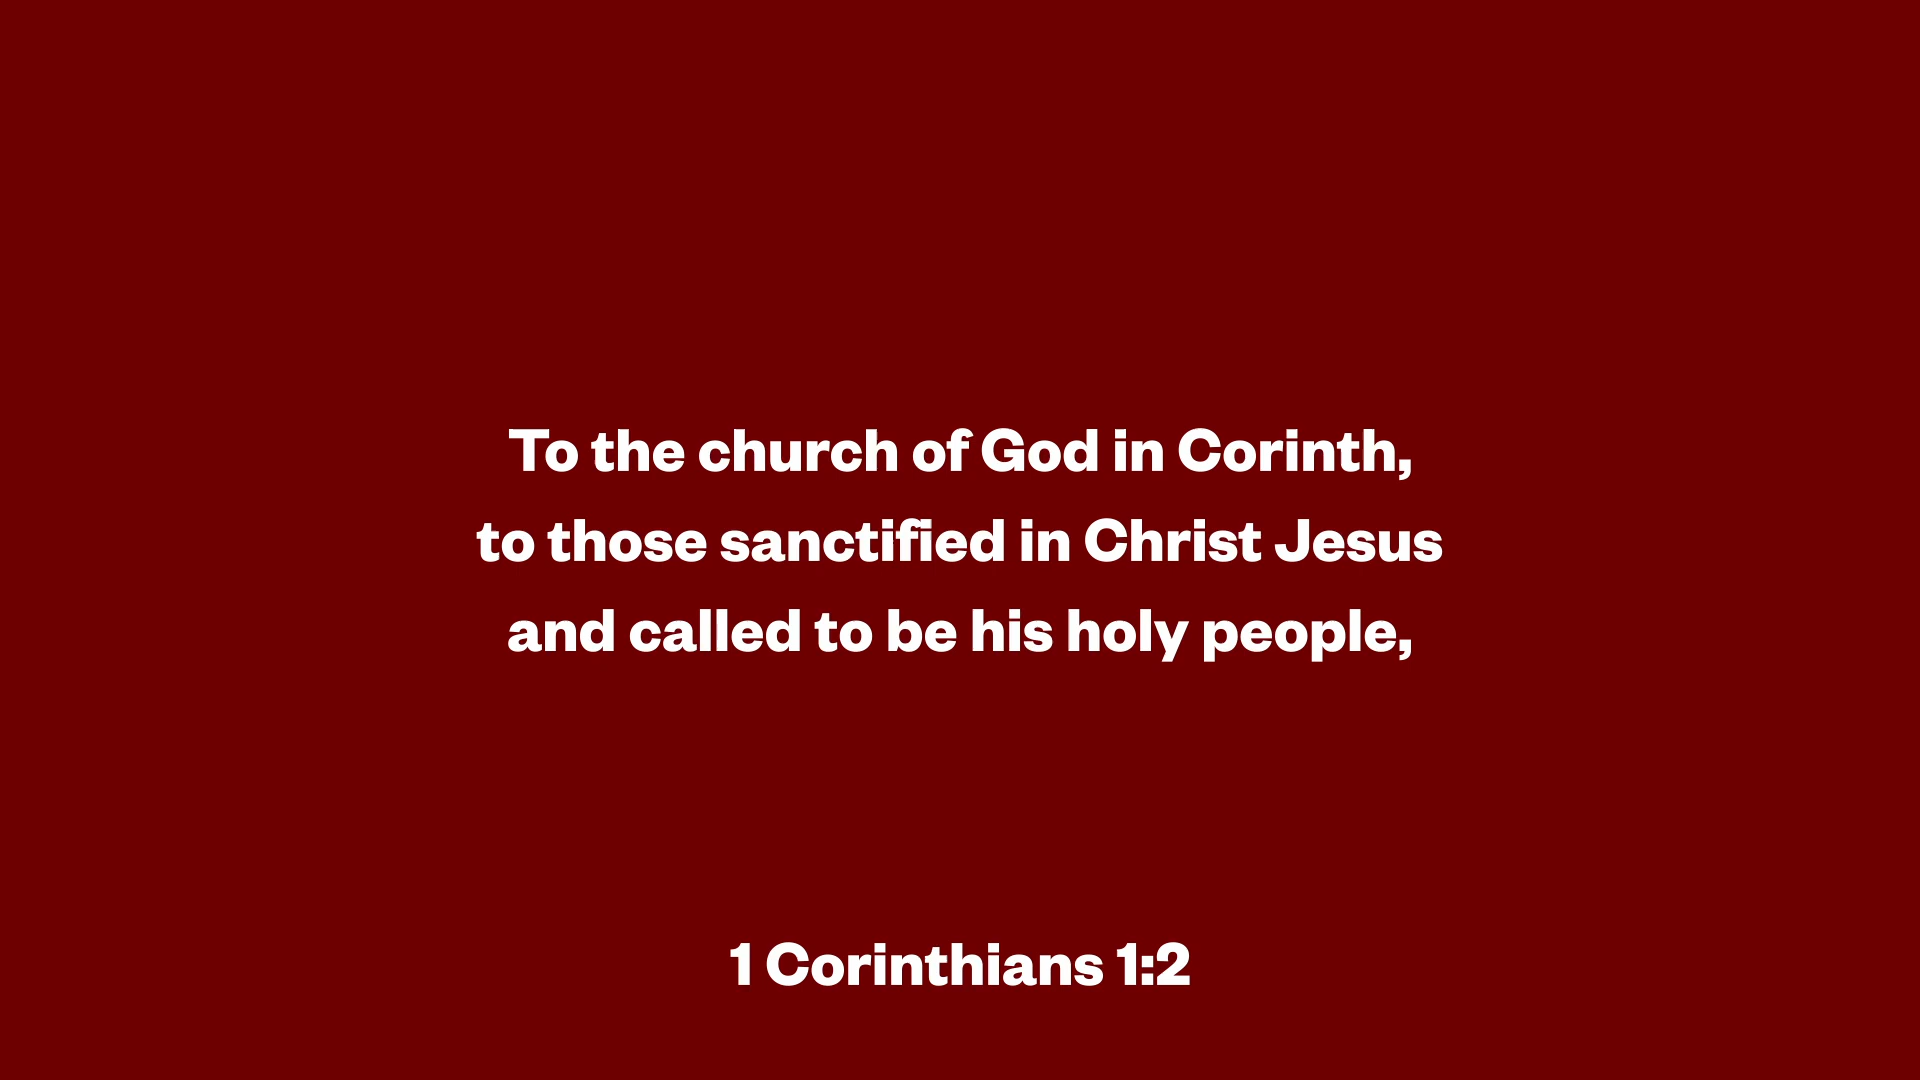 To the church of God in Corinth,
to those sanctified in Christ Jesus
and called to be his holy people,
1 Corinthians 1:2